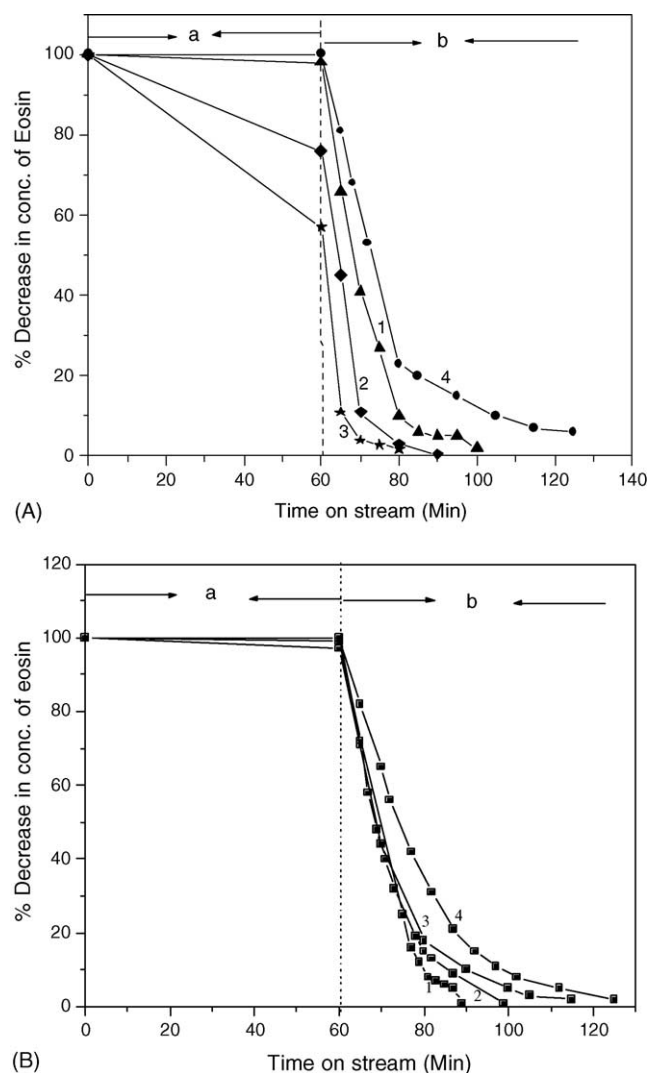 a b
100
80
60
40
20
0
% Decrease in conc. of Eosin
1
4
2
3
0 20 40 60 80 100 120 140
(A) Time on stream (Min)
120
100
80
60
40
20
0
% Decrease in conc. of eosin
a b
3 4
1 2
0 20 40 60 80 100 120
(B) Time on stream (Min)